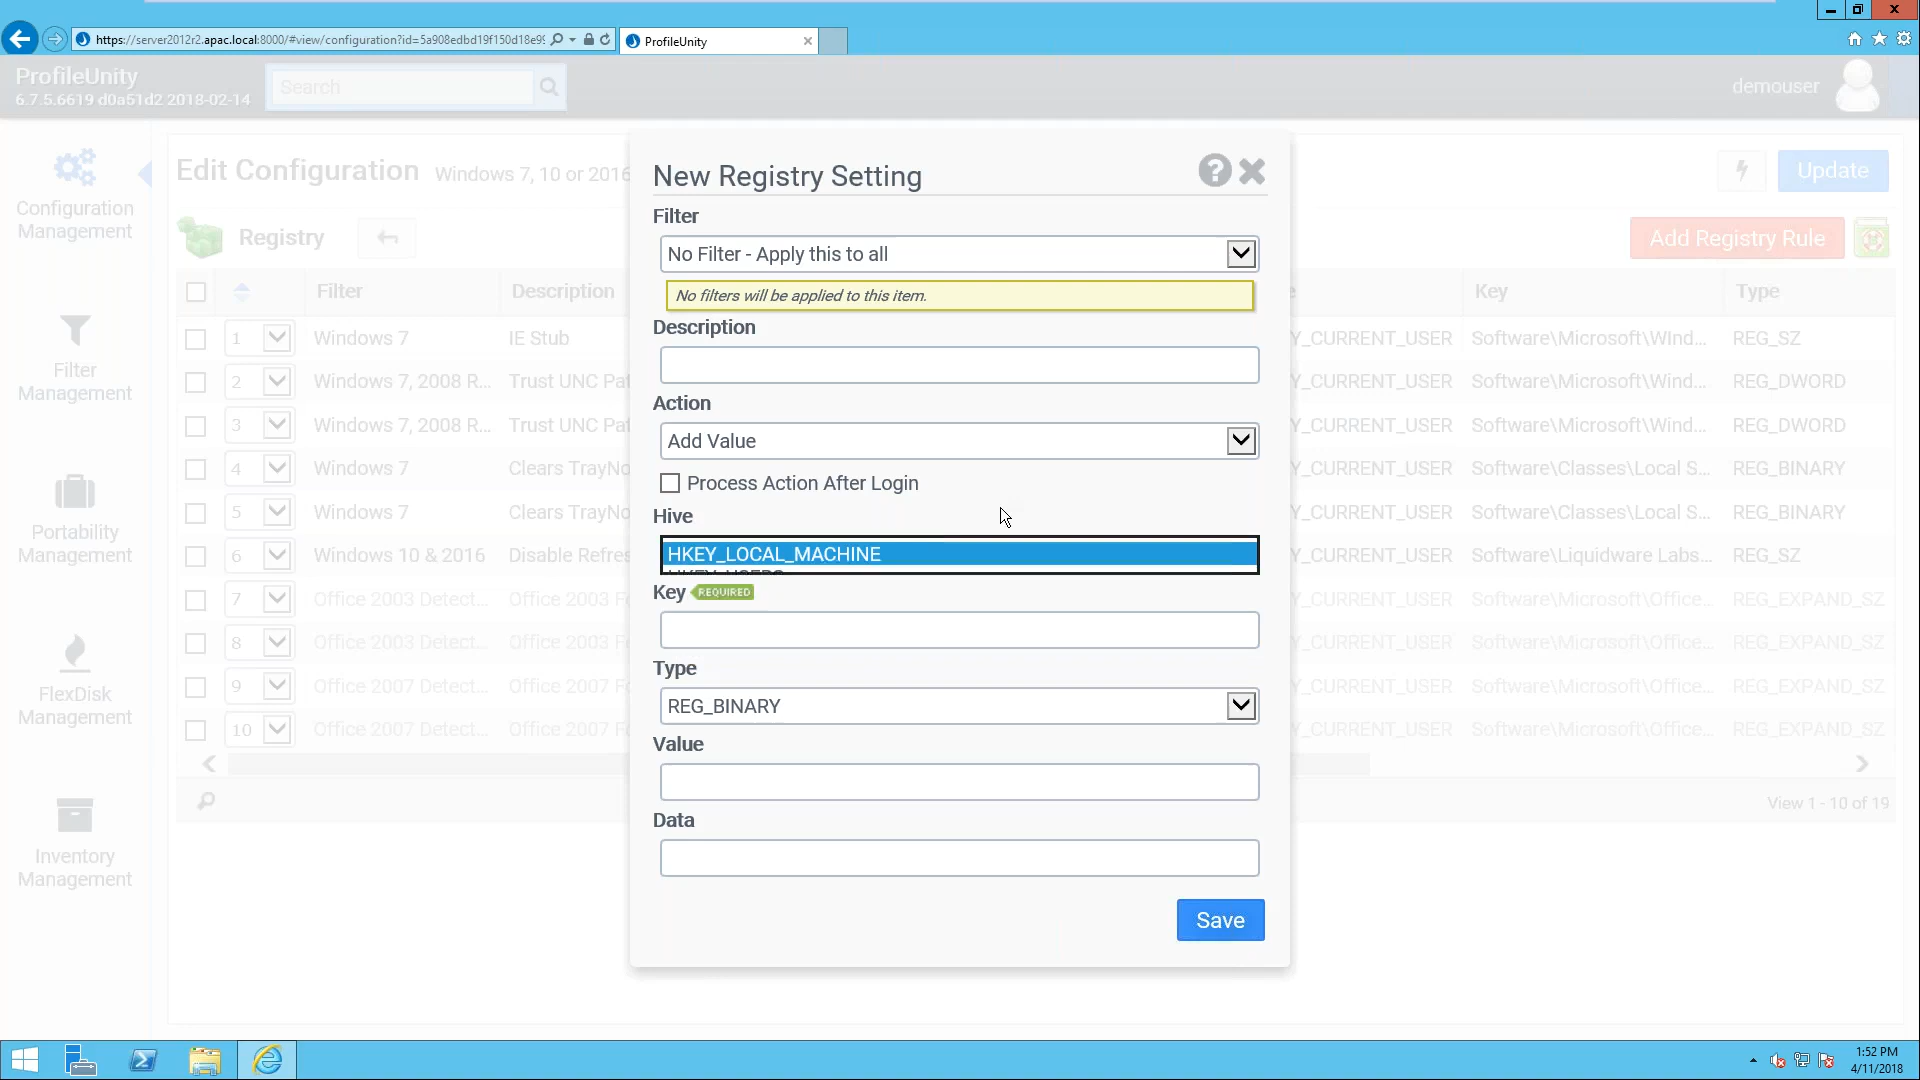 https://server2012r2.apac.local:8000/#view/configuration?id=5a908edbd19f150d18e9
ProfileUnity
ProfileUnity
6.7.5.6619 d0a51d2 2018-02-14
Search
demouser
Configuration
Management
Filter
Management
Portability
Management
FlexDisk
Management
Inventory
Management
Edit Configuration Windows 7, 10 or 2016
Update
Registry
Add Registry Rule
Filter Description Key Type
1 Windows 7 IE Stub Y_CURRENT_USER Software\Microsoft\WInd... REG_SZ
2 Windows 7, 2008 R... Trust UNC Pat Y_CURRENT_USER Software\Microsoft\Wind... REG_DWORD
3 Windows 7, 2008 R... Trust UNC Pat Y_CURRENT_USER Software\Microsoft\Wind... REG_DWORD
4 Windows 7 Clears TrayNo Y_CURRENT_USER Software\Classes\Local S... REG_BINARY
5 Windows 7 Clears TrayNo Y_CURRENT_USER Software\Classes\Local S... REG_BINARY
6 Windows 10 & 2016 Disable Refres Y_CURRENT_USER Software\Liquidware Labs... REG_SZ
7 Office 2003 Detect... Office 2003 Fo Y_CURRENT_USER Software\Microsoft\Office... REG_EXPAND_SZ
8 Office 2003 Detect... Office 2003 Fo Y_CURRENT_USER Software\Microsoft\Office... REG_EXPAND_SZ
9 Office 2007 Detect... Office 2007 Fo Y_CURRENT_USER Software\Microsoft\Office... REG_EXPAND_SZ
10 Office 2007 Detect... Office 2007 Fo Y_CURRENT_USER Software\Microsoft\Office... REG_EXPAND_SZ
View 1 - 10 of 19
New Registry Setting
Filter
No Filter - Apply this to all
No filters will be applied to this item.
Description
Action
Add Value
Process Action After Login
Hive
HKEY_LOCAL_MACHINE
Key REQUIRED
Type
REG_BINARY
Value
Data
Save
1:52 PM
4/11/2018